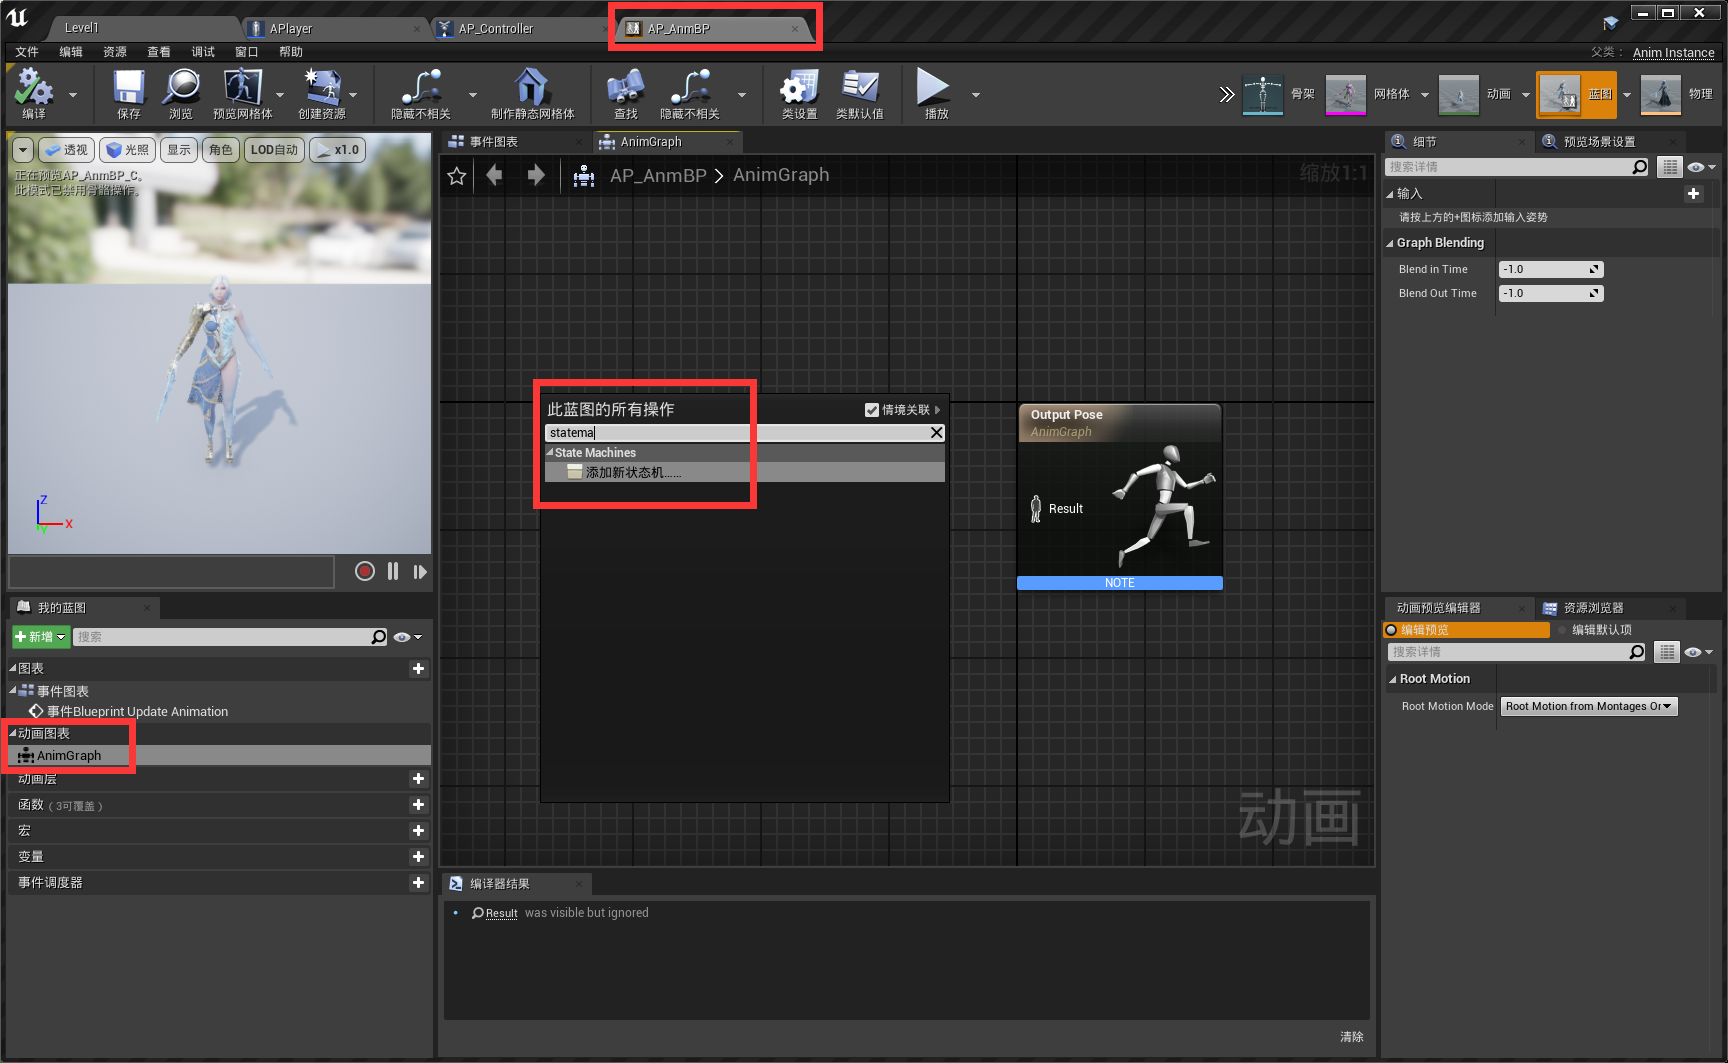 Level1
APlayer
AP_Controller
AP_AnmBP
文件 编辑 资源 查看 调试 窗口 帮助
父类： Anim Instance
编译
保存
浏览
预览网格体
创建资源
隐藏不相关
制作静态网格体
查找
隐藏不相关
类设置
类默认值
播放
骨架
网格体
动画
蓝图
物理
透视
光照
显示
角色
LOD自动
x1.0
正在预览AP_AnmBP_C。
此模式已禁用骨骼操作。
Z
X
Y
事件图表
AnimGraph
AP_AnmBP > AnimGraph
缩放1:1
此蓝图的所有操作
情境关联
statema
State Machines
添加新状态机......
Output Pose
AnimGraph
Result
NOTE
动画
我的蓝图
新增
搜索
图表
事件图表
事件Blueprint Update Animation
动画图表
AnimGraph
动画层
函数（3可覆盖）
宏
变量
事件调度器
编译器结果
Result was visible but ignored
清除
细节
预览场景设置
搜索详情
输入
请按上方的+图标添加输入姿势
Graph Blending
Blend in Time -1.0
Blend Out Time -1.0
动画预览编辑器
资源浏览器
编辑预览
编辑默认项
搜索详情
Root Motion
Root Motion Mode Root Motion from Montages Or